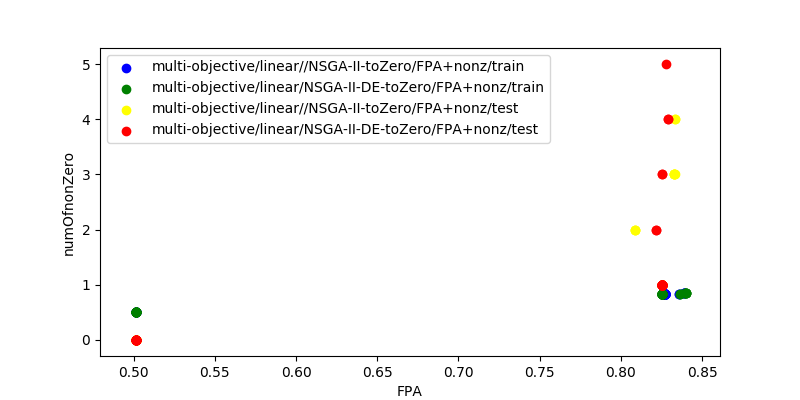 multi-objective/linear//NSGA-II-toZero/FPA+nonz/train
multi-objective/linear/NSGA-II-DE-toZero/FPA+nonz/train
multi-objective/linear//NSGA-II-toZero/FPA+nonz/test
multi-objective/linear/NSGA-II-DE-toZero/FPA+nonz/test
numOfnonZero
5
4
3
2
1
0
0.50 0.55 0.60 0.65 0.70 0.75 0.80 0.85
FPA